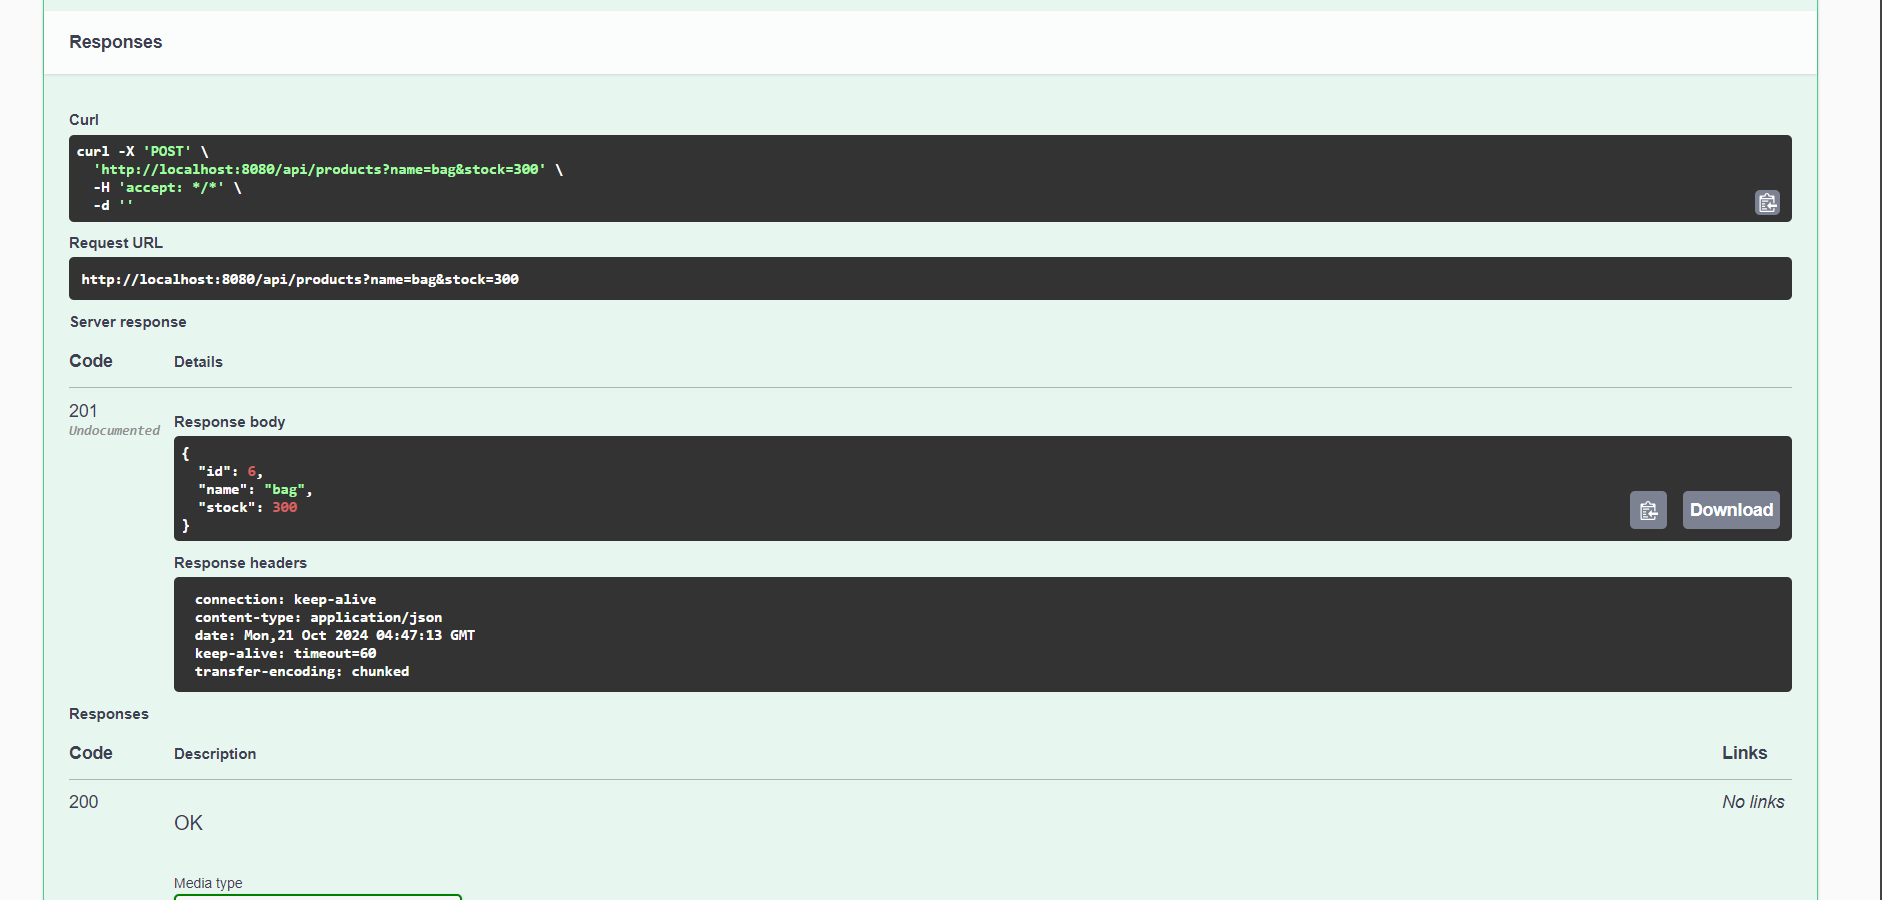 Responses
Curl
curl -X 'POST' \
'http://localhost:8080/api/products?name=bag&stock=300' \
-H 'accept: */*' \
-d ''
Request URL
http://localhost:8080/api/products?name=bag&stock=300
Server response
Code Details
201
Undocumented
Response body
{
"id": 6,
"name": "bag",
"stock": 300
}
Download
Response headers
connection: keep-alive
content-type: application/json
date: Mon,21 Oct 2024 04:47:13 GMT
keep-alive: timeout=60
transfer-encoding: chunked
Responses
Code Description Links
200 No links
OK
Media type